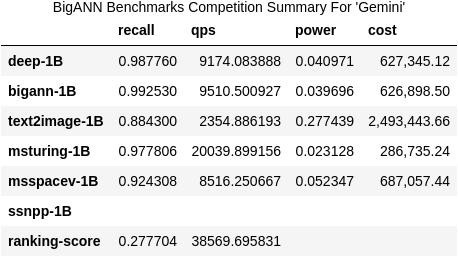 BigANN Benchmarks Competition Summary For 'Gemini'
recall qps power cost
deep-1B 0.987760 9174.083888 0.040971 627,345.12
bigann-1B 0.992530 9510.500927 0.039696 626,898.50
text2image-1B 0.884300 2354.886193 0.277439 2,493,443.66
msturing-1B 0.977806 20039.899156 0.023128 286,735.24
msspacev-1B 0.924308 8516.250667 0.052347 687,057.44
ssnpp-1B
ranking-score 0.277704 38569.695831